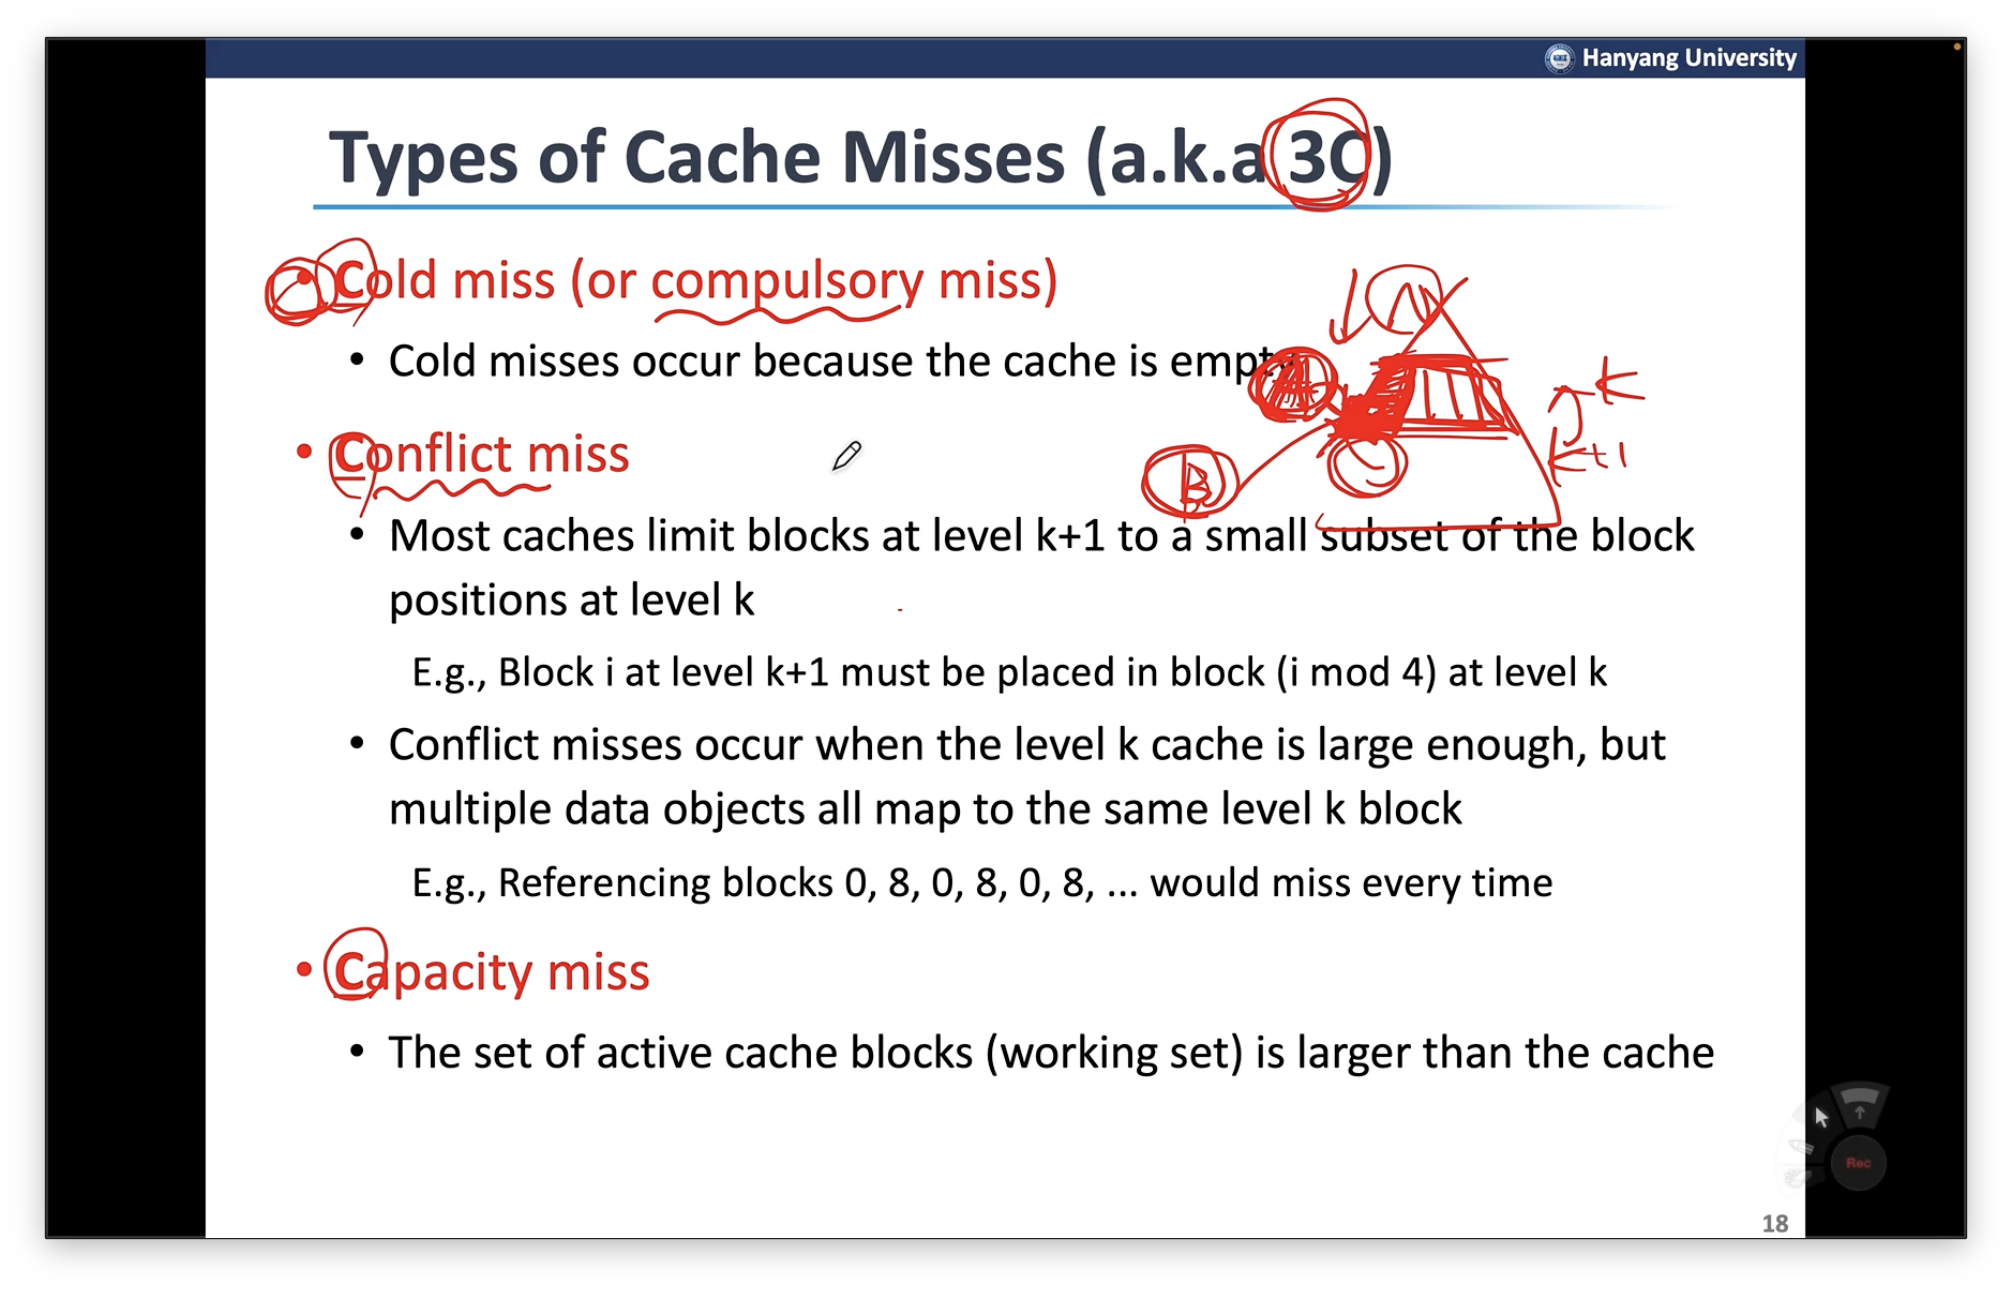 Hanyang University
Types of Cache Misses (a.k.a 3C)
• Cold miss (or compulsory miss)
• Cold misses occur because the cache is empty
• Conflict miss
• Most caches limit blocks at level k+1 to a small subset of the block
positions at level k
E.g., Block i at level k+1 must be placed in block (i mod 4) at level k
• Conflict misses occur when the level k cache is large enough, but
multiple data objects all map to the same level k block
E.g., Referencing blocks 0, 8, 0, 8, 0, 8, ... would miss every time
• Capacity miss
• The set of active cache blocks (working set) is larger than the cache
A
B
C
K
K+1
Rec
18